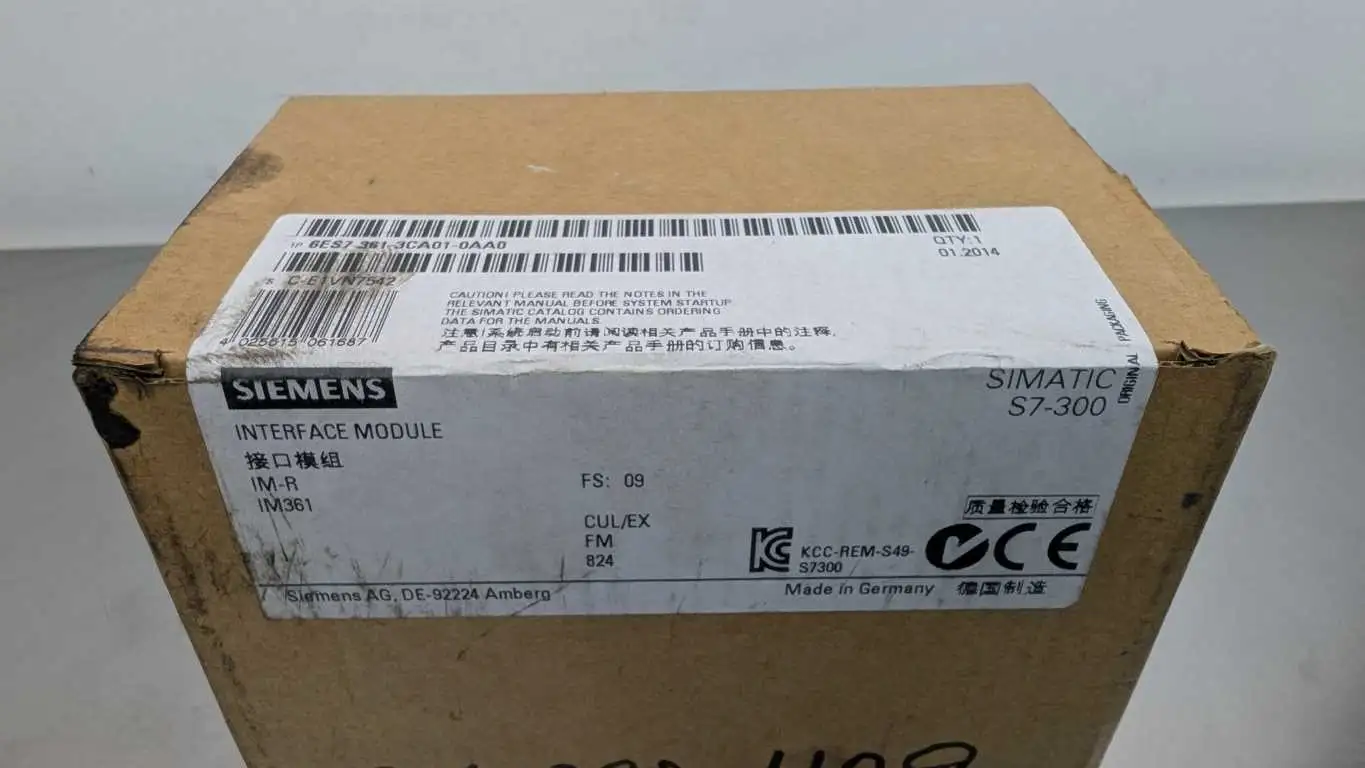 1P 6ES7 361-3CA01-0AA0
QTY:1
01.2014
S C-E1VN7542
4 025615 061687
CAUTION! PLEASE READ THE NOTES IN THE
RELEVANT MANUAL BEFORE SYSTEM STARTUP
THE SIMATIC CATALOG CONTAINS ORDERING
DATA FOR THE MANUALS
注意!系统启动前请阅读相关产品手册中的注释,
产品目录中有相关产品手册的订购信息。
ORIGINAL PACKAGING
SIEMENS
SIMATIC
S7-300
INTERFACE MODULE
接口模组
IM-R
IM361
FS: 09
CUL/EX
FM
824
质量检验合格
KCC-REM-S49-
S7300
CE
Siemens AG, DE-92224 Amberg
Made in Germany 德国制造